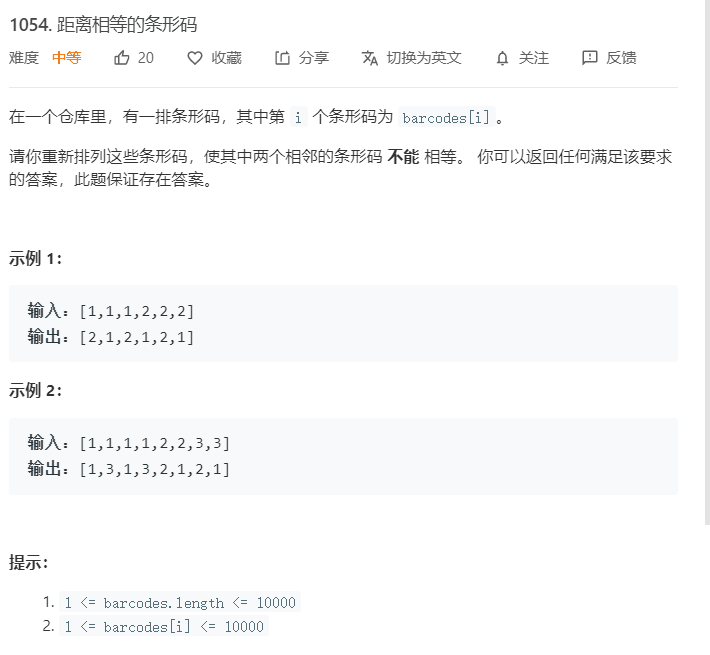 1054. 距离相等的条形码
难度 中等 20 收藏 分享 切换为英文 关注 反馈
在一个仓库里，有一排条形码，其中第 i 个条形码为 barcodes[i] 。
请你重新排列这些条形码，使其中两个相邻的条形码 不能 相等。 你可以返回任何满足该要求
的答案，此题保证存在答案。
示例 1：
输入：[1,1,1,2,2,2]
输出：[2,1,2,1,2,1]
示例 2：
输入：[1,1,1,1,2,2,3,3]
输出：[1,3,1,3,2,1,2,1]
提示：
1. 1 <= barcodes.length <= 10000
2. 1 <= barcodes[i] <= 10000